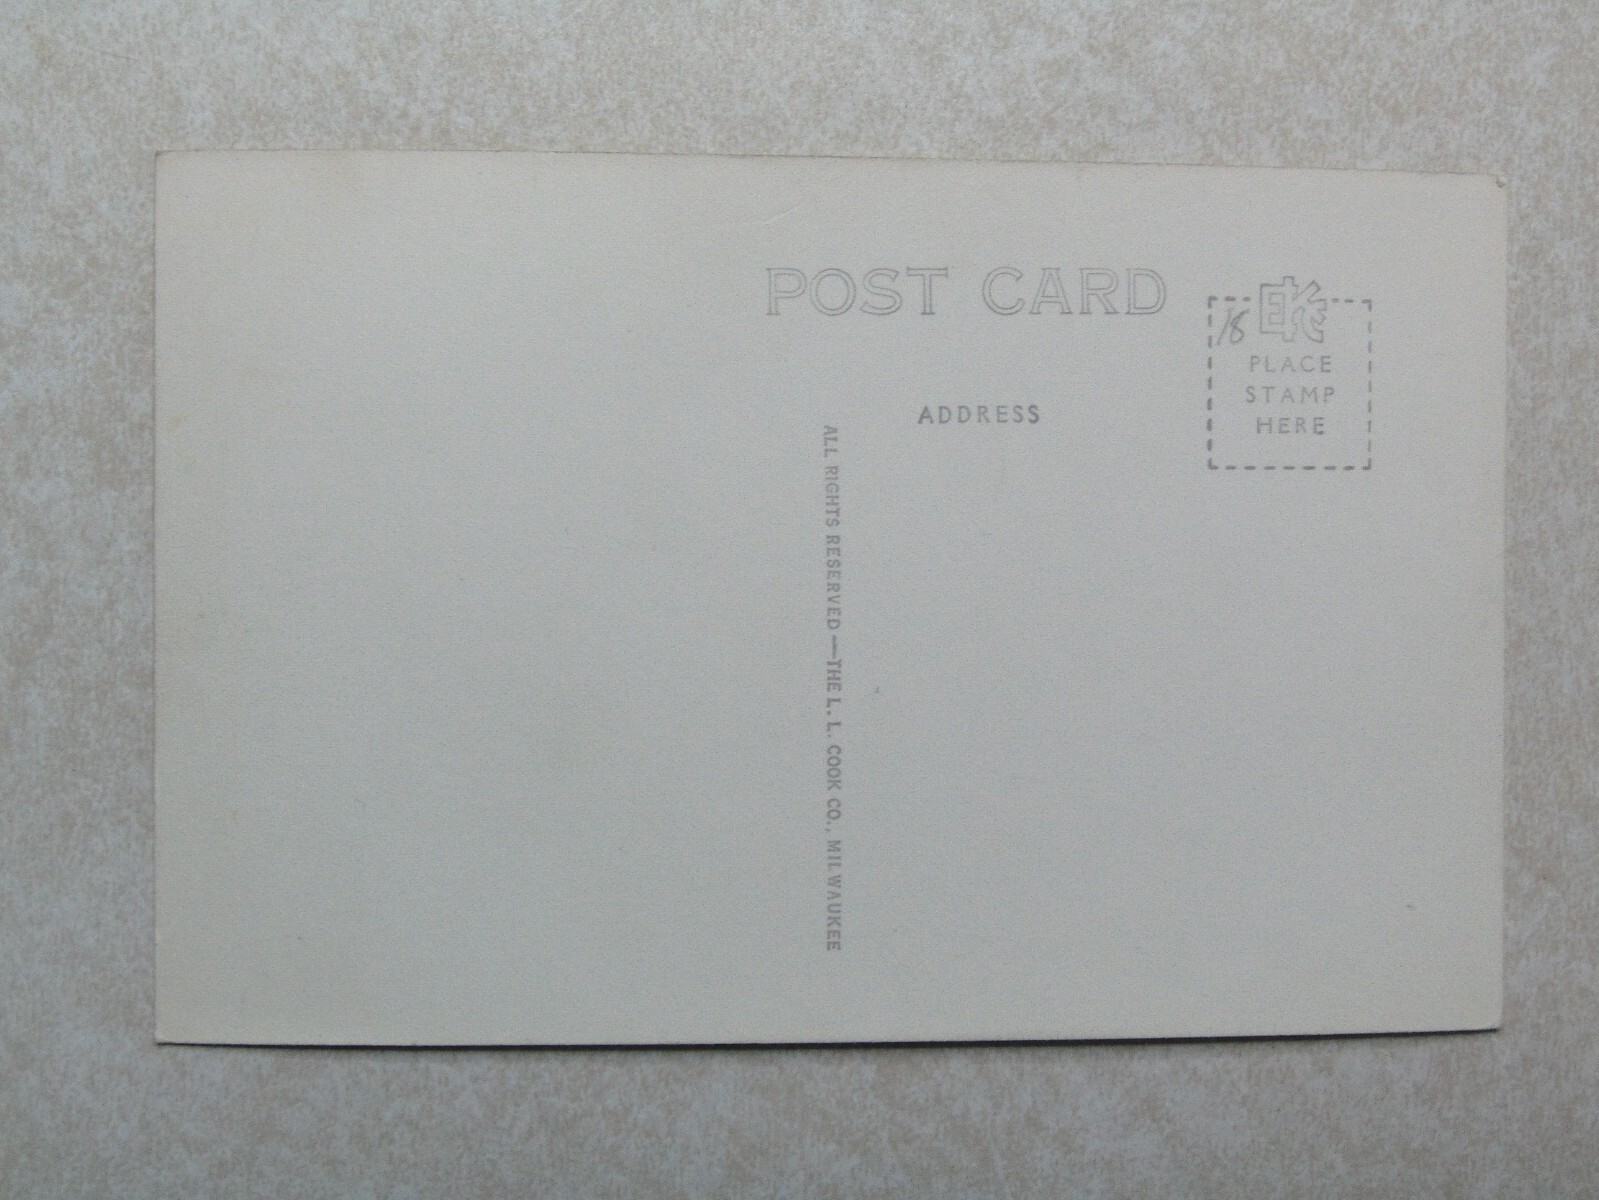 POST CARD
18
EKC
PLACE
STAMP
HERE
ADDRESS
ALL RIGHTS RESERVED—THE L. L. COOK CO., MILWAUKEE